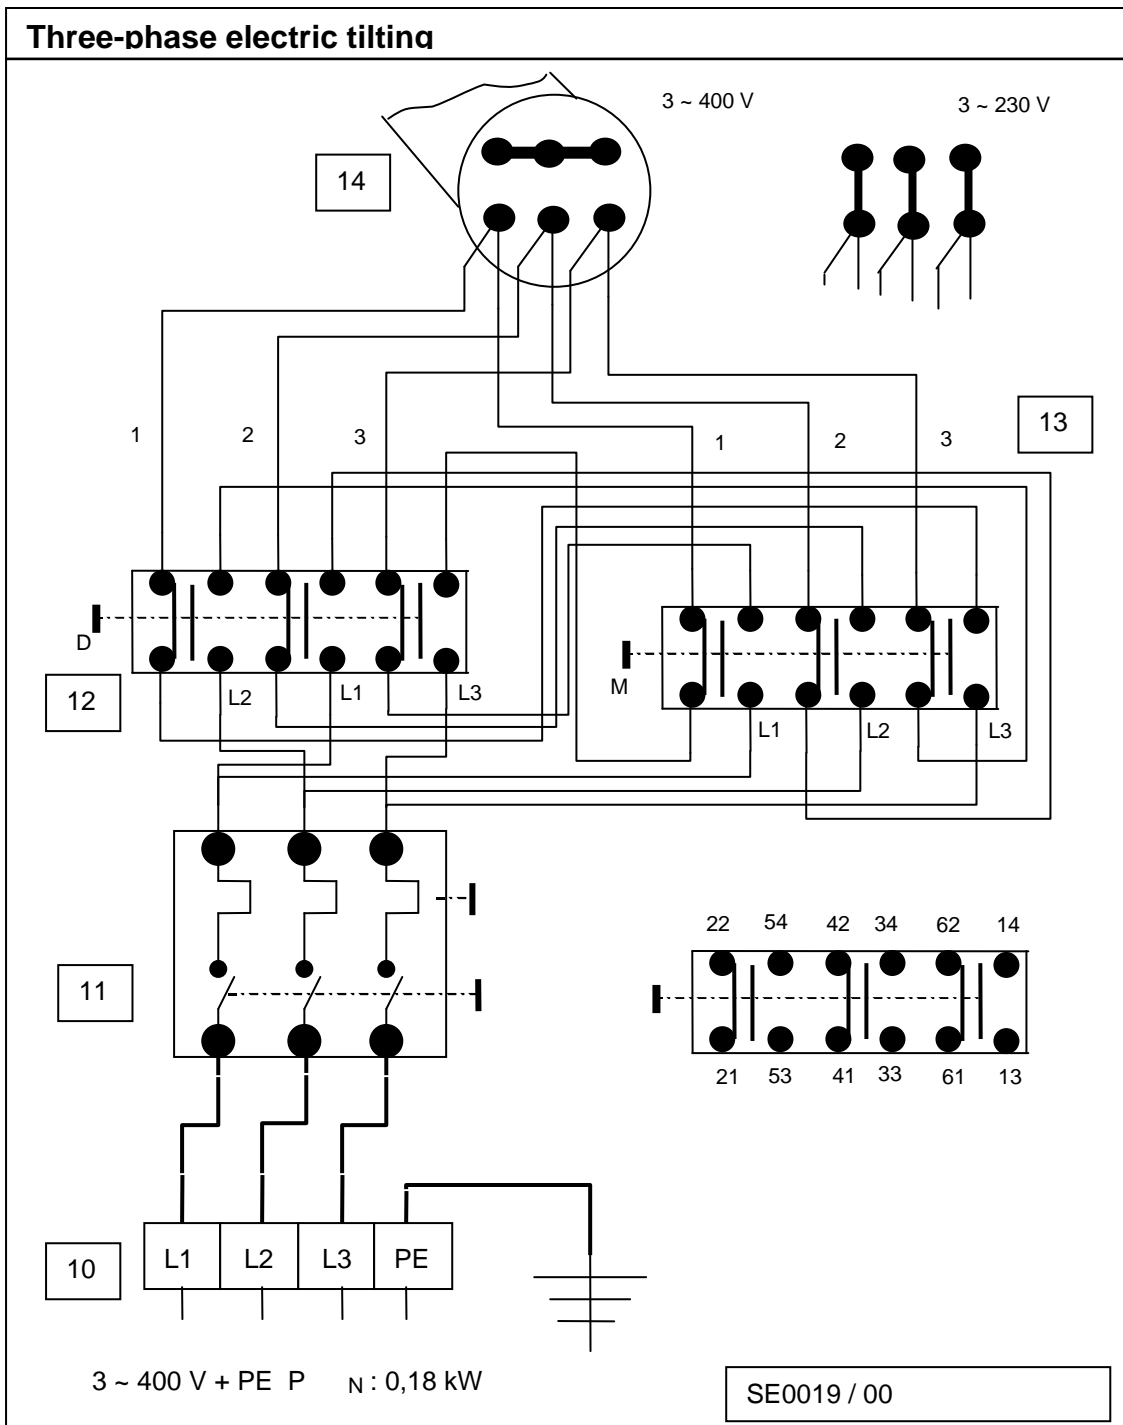 Three-phase electric tilting
3 ~ 400 V
3 ~ 230 V
14
13
1 2 3
1 2 3
D
M
12
L2 L1 L3
L1 L2 L3
11
22 54 42 34 62 14
21 53 41 33 61 13
10
L1 L2 L3 PE
3 ~ 400 V + PE P N : 0,18 kW
SE0019 / 00